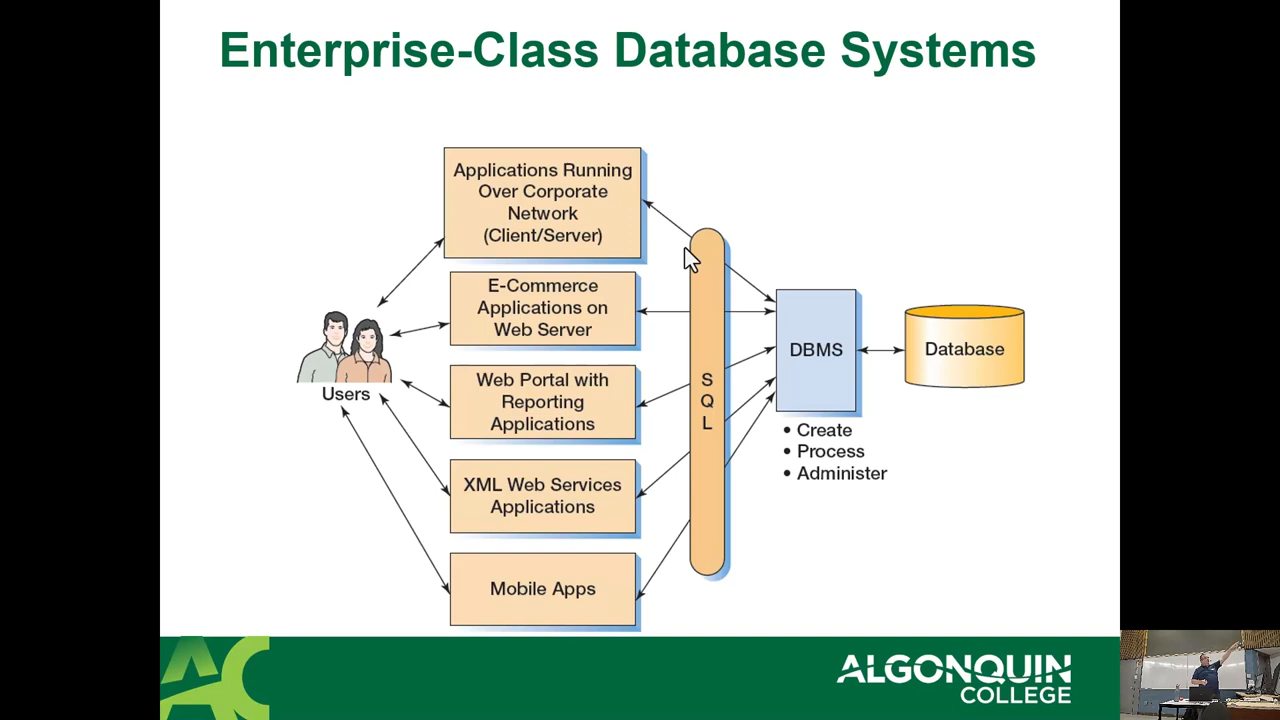 Enterprise-Class Database Systems
Applications Running
Over Corporate
Network
(Client/Server)
E-Commerce
Applications on
Web Server
Web Portal with
Reporting
Applications
XML Web Services
Applications
Mobile Apps
Users
S
Q
L
DBMS
• Create
• Process
• Administer
Database
AC
ALGONQUIN
COLLEGE